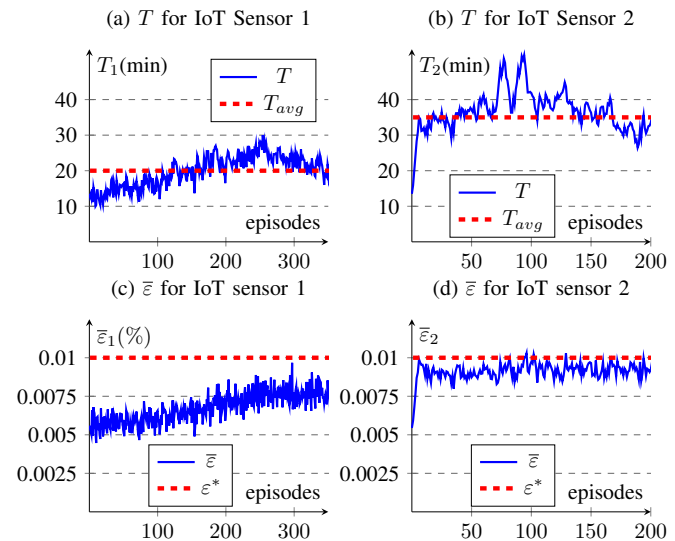 (a) T for IoT Sensor 1
T₁(min)
T
T_avg
40
30
20
10
episodes
100 200 300
(b) T for IoT Sensor 2
T₂(min)
40
30
20
10
T
T_avg
episodes
50 100 150 200
(c) ε̅ for IoT sensor 1
ε̅₁(%)
0.01
0.0075
0.005
0.0025
ε̅
ε*
episodes
100 200 300
(d) ε̅ for IoT sensor 2
ε̅₂
0.01
0.0075
0.005
0.0025
ε̅
ε*
episodes
50 100 150 200